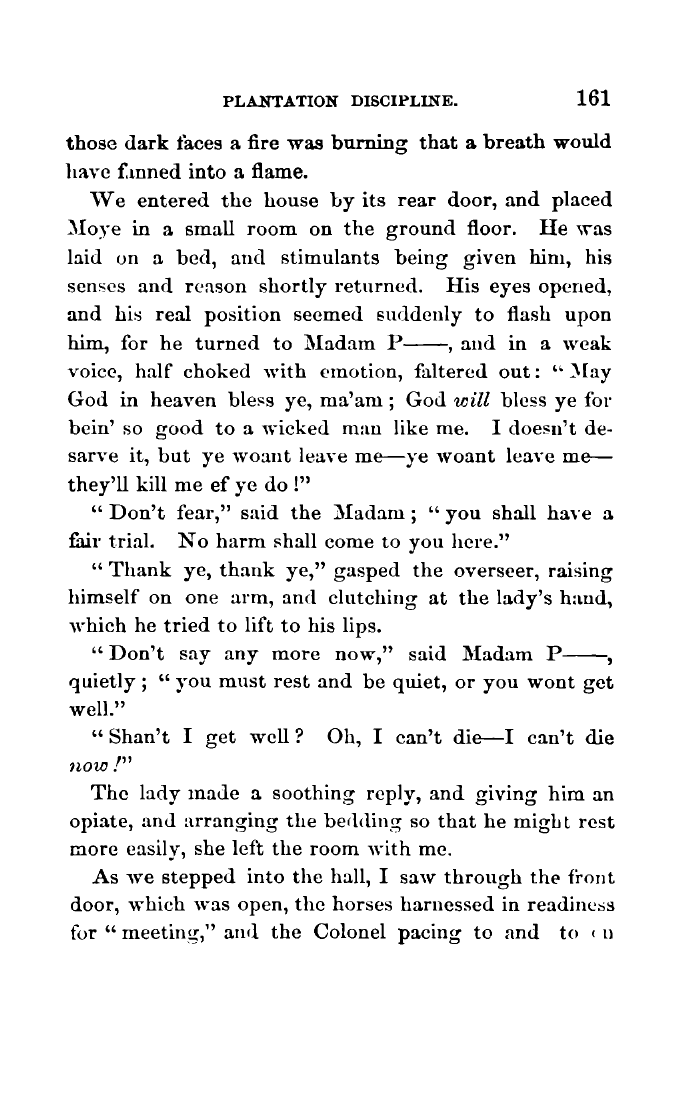 PLANTATION DISCIPLINE. 161
those dark faces a fire was burning that a breath would
have fanned into a flame.
We entered the house by its rear door, and placed
Moye in a small room on the ground floor. He was
laid on a bed, and stimulants being given him, his
senses and reason shortly returned. His eyes opened,
and his real position seemed suddenly to flash upon
him, for he turned to Madam P——, and in a weak
voice, half choked with emotion, faltered out: “May
God in heaven bless ye, ma'am; God will bless ye for
bein' so good to a wicked man like me. I doesn't de-
sarve it, but ye woant leave me—ye woant leave me—
they'll kill me ef ye do!”
“Don't fear,” said the Madam; “you shall have a
fair trial. No harm shall come to you here.”
“Thank ye, thank ye,” gasped the overseer, raising
himself on one arm, and clutching at the lady's hand,
which he tried to lift to his lips.
“Don't say any more now,” said Madam P——,
quietly; “you must rest and be quiet, or you wont get
well.”
“Shan't I get well? Oh, I can't die—I can't die
now!”
The lady made a soothing reply, and giving him an
opiate, and arranging the bedding so that he might rest
more easily, she left the room with me.
As we stepped into the hall, I saw through the front
door, which was open, the horses harnessed in readiness
for “meeting,” and the Colonel pacing to and to